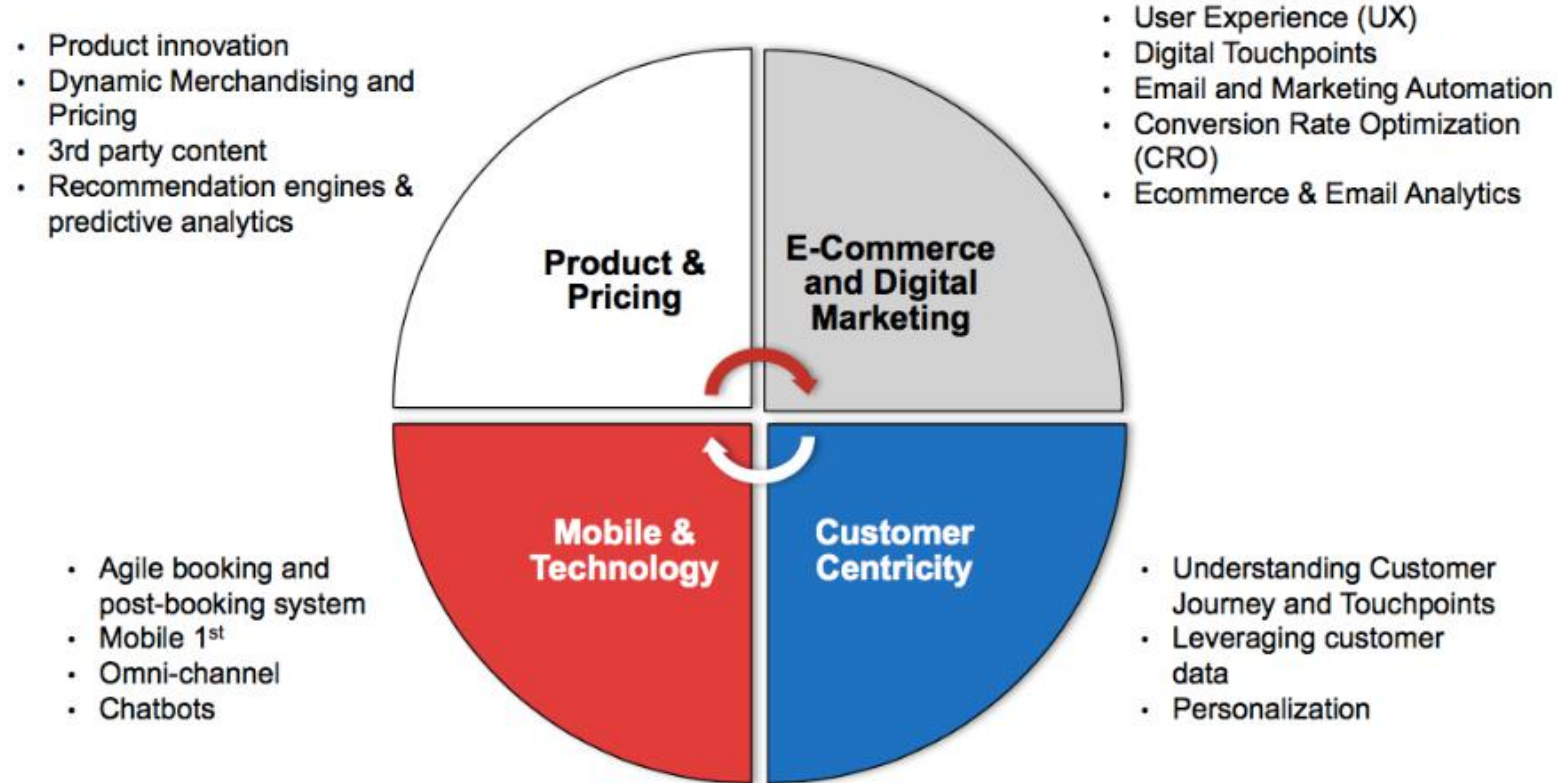 • Product innovation
• Dynamic Merchandising and
Pricing
• 3rd party content
• Recommendation engines &
predictive analytics
• User Experience (UX)
• Digital Touchpoints
• Email and Marketing Automation
• Conversion Rate Optimization
(CRO)
• Ecommerce & Email Analytics
Product &
Pricing
E-Commerce
and Digital
Marketing
Mobile &
Technology
Customer
Centricity
• Agile booking and
post-booking system
• Mobile 1st
• Omni-channel
• Chatbots
• Understanding Customer
Journey and Touchpoints
• Leveraging customer
data
• Personalization